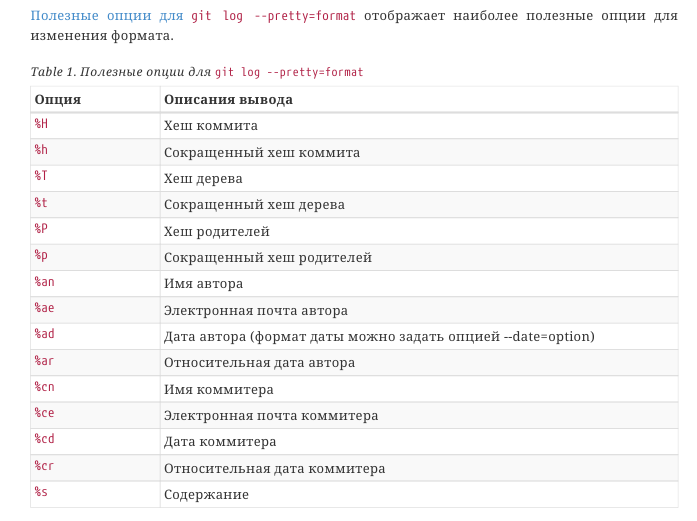 Полезные опции для git log --pretty=format отображает наиболее полезные опции для
изменения формата.
Table 1. Полезные опции для git log --pretty=format
Опция Описания вывода
%H Хеш коммита
%h Сокращенный хеш коммита
%T Хеш дерева
%t Сокращенный хеш дерева
%P Хеш родителей
%p Сокращенный хеш родителей
%an Имя автора
%ae Электронная почта автора
%ad Дата автора (формат даты можно задать опцией --date=option)
%ar Относительная дата автора
%cn Имя коммитера
%ce Электронная почта коммитера
%cd Дата коммитера
%cr Относительная дата коммитера
%s Содержание